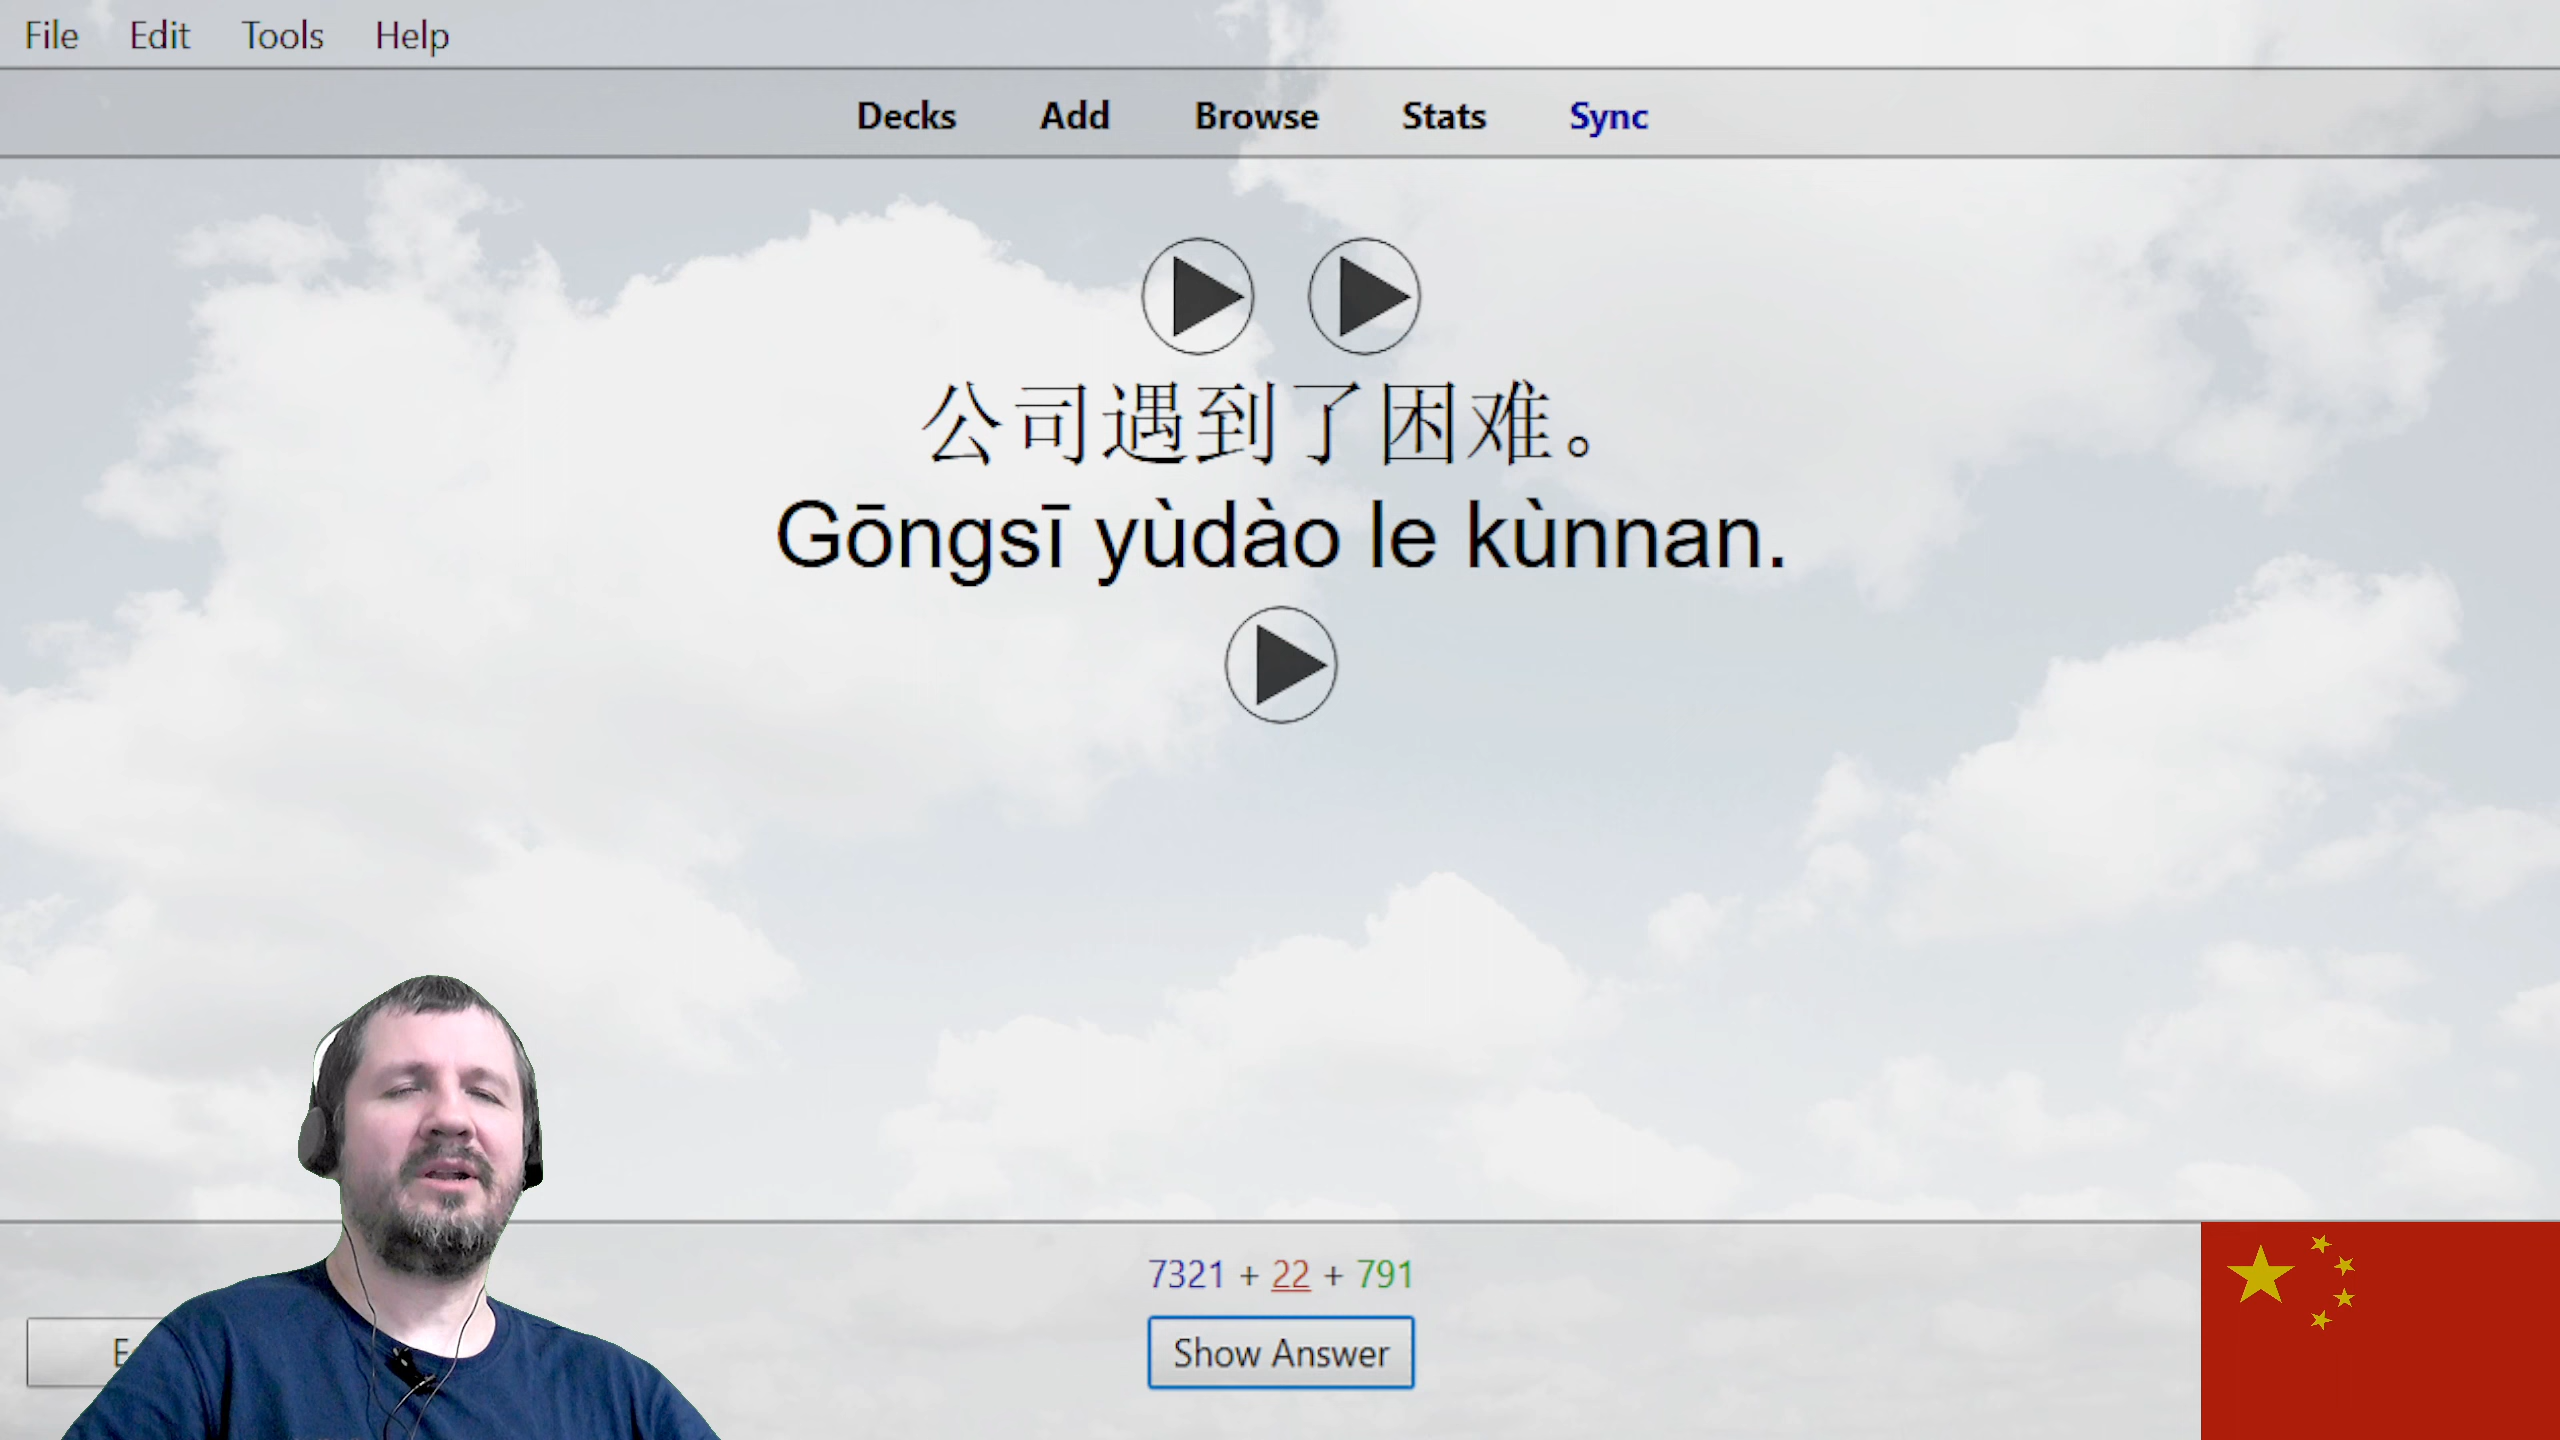 File Edit Tools Help
Decks Add Browse Stats Sync
公司遇到了困难。
Gōngsī yùdào le kùnnan.
7321 + 22 + 791
Show Answer